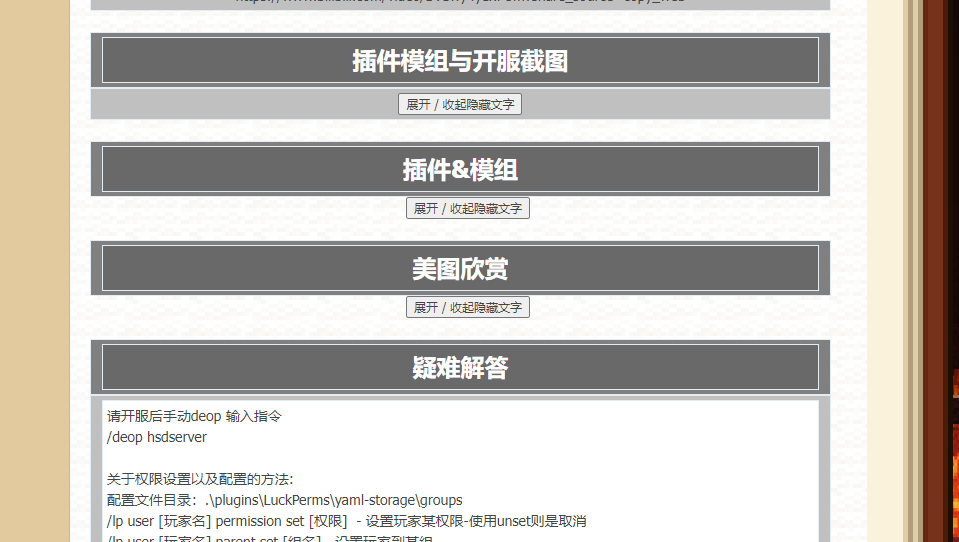 插件模组与开服截图
展开 / 收起隐藏文字
插件&模组
展开 / 收起隐藏文字
美图欣赏
展开 / 收起隐藏文字
疑难解答
请开服后手动deop 输入指令
/deop hsdserver
关于权限设置以及配置的方法:
配置文件目录：.\plugins\LuckPerms\yaml-storage\groups
/lp user [玩家名] permission set [权限]  - 设置玩家某权限-使用unset则是取消
/lp user [玩家名] parent set [组名] - 设置玩家到某组